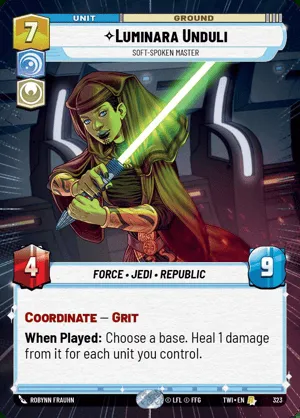 UNIT
GROUND
7
✧LUMINARA UNDULI
SOFT-SPOKEN MASTER
4
9
FORCE • JEDI • REPUBLIC
COORDINATE – GRIT
When Played: Choose a base. Heal 1 damage
from it for each unit you control.
ROBYNN FRAUHN
© LFL © FFG
TWI • EN
323